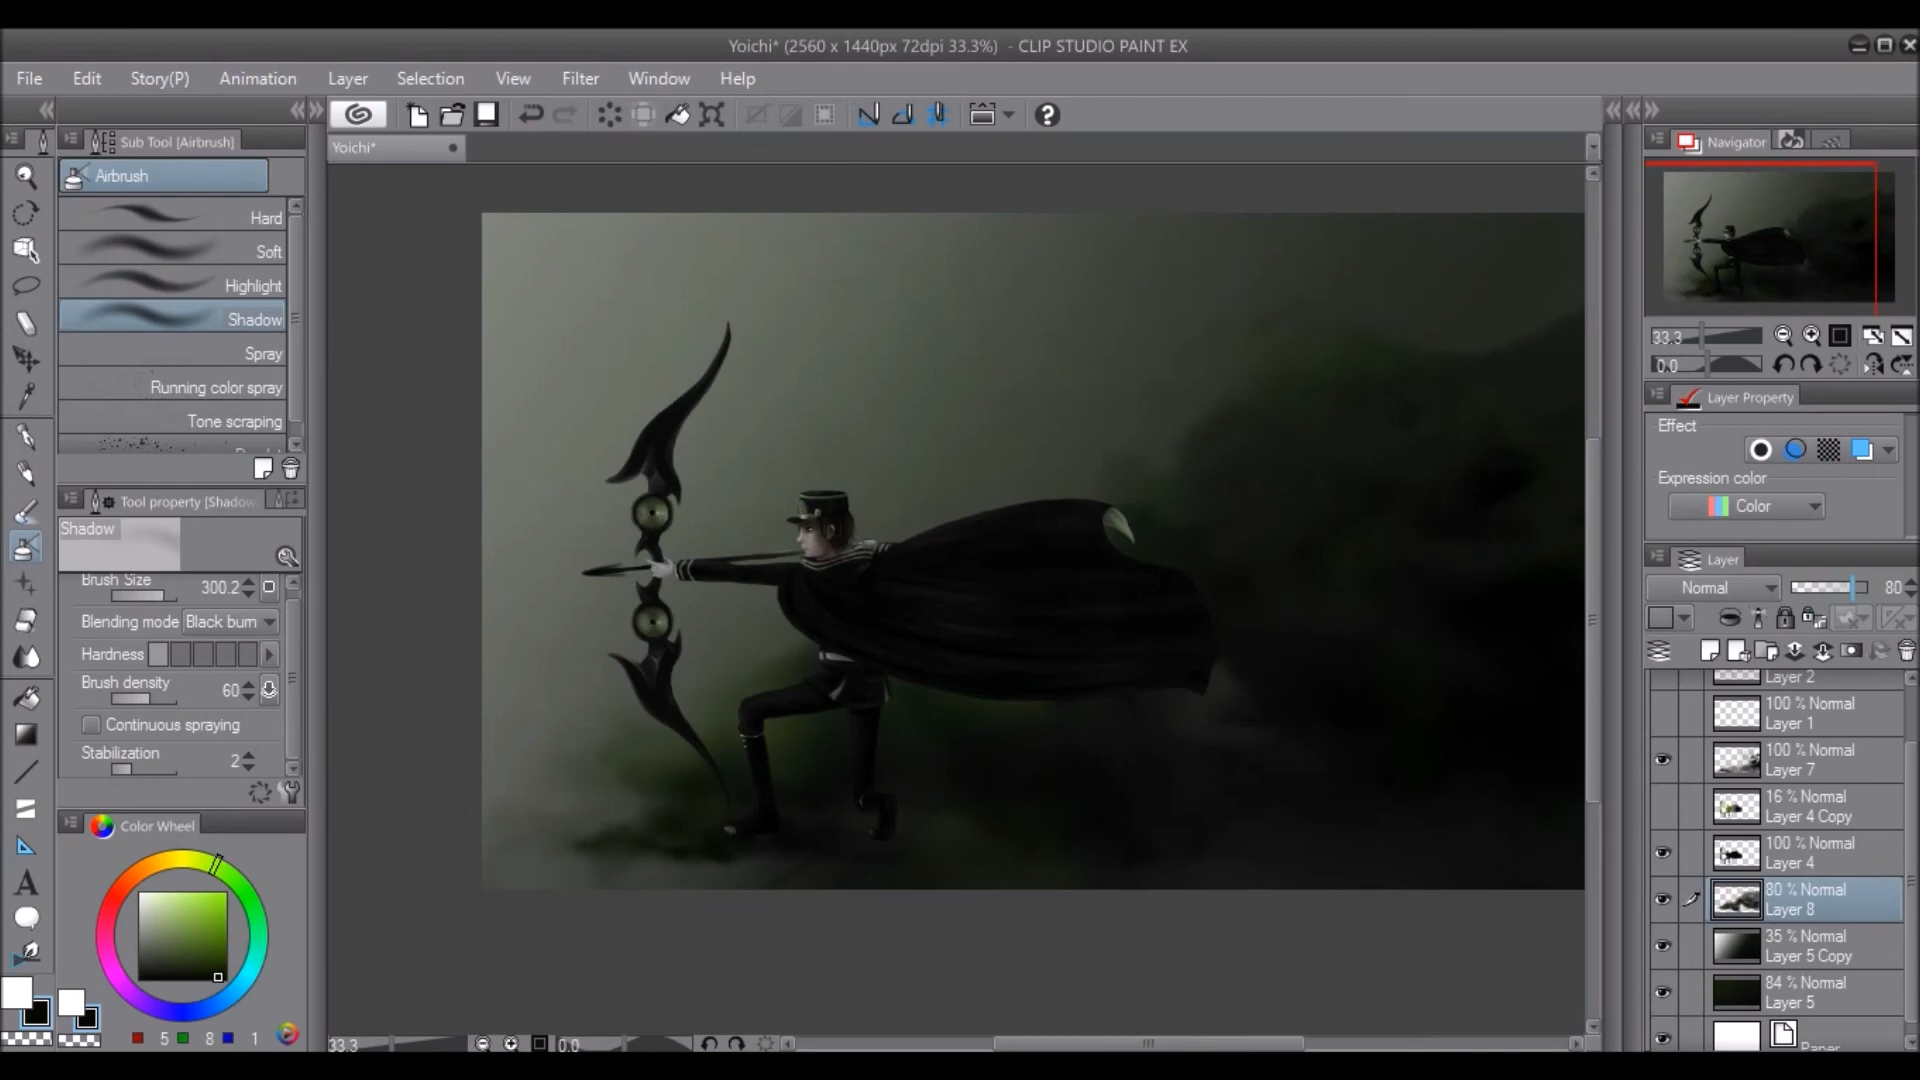 Yoichi* (2560 x 1440px 72dpi 33.3%) - CLIP STUDIO PAINT EX
File Edit Story(P) Animation Layer Selection View Filter Window Help
Sub Tool [Airbrush]
Airbrush
Hard
Soft
Highlight
Shadow
Spray
Running color spray
Tone scraping
Tool property [Shadow
Shadow
Brush Size 300.2
Blending mode Black burn
Hardness
Brush density 60
Continuous spraying
Stabilization 2
Color Wheel
5 8 1
Yoichi*
33.3 0.0
Navigator
33.3
0.0
Layer Property
Effect
Expression color
Color
Layer
Normal 80
Layer 2
100 % Normal
Layer 1
100 % Normal
Layer 7
16 % Normal
Layer 4 Copy
100 % Normal
Layer 4
80 % Normal
Layer 8
35 % Normal
Layer 5 Copy
84 % Normal
Layer 5
Paper